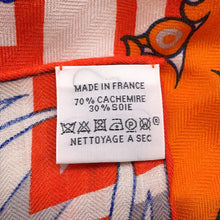 MADE IN FRANCE
70% CACHEMIRE
30% SOIE
NETTOYAGE A SEC